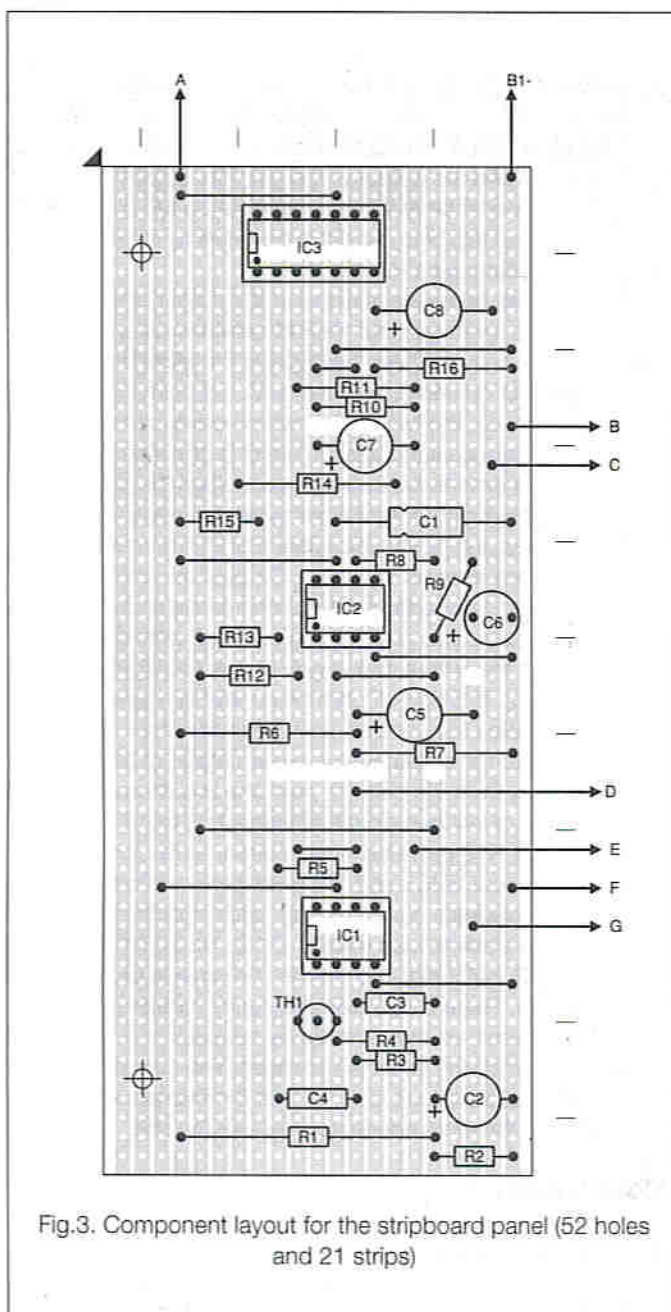 A B1-
IC3
C8
+
R16
R11
R10
B
C7
+
C
R14
R15 C1
R8
R9
IC2
C6
+
R13
R12
C5
+
R6
R7
D
E
R5
F
G
IC1
TH1 C3
R4
R3
C4 C2
+
R1
R2
Fig.3. Component layout for the stripboard panel (52 holes
and 21 strips)